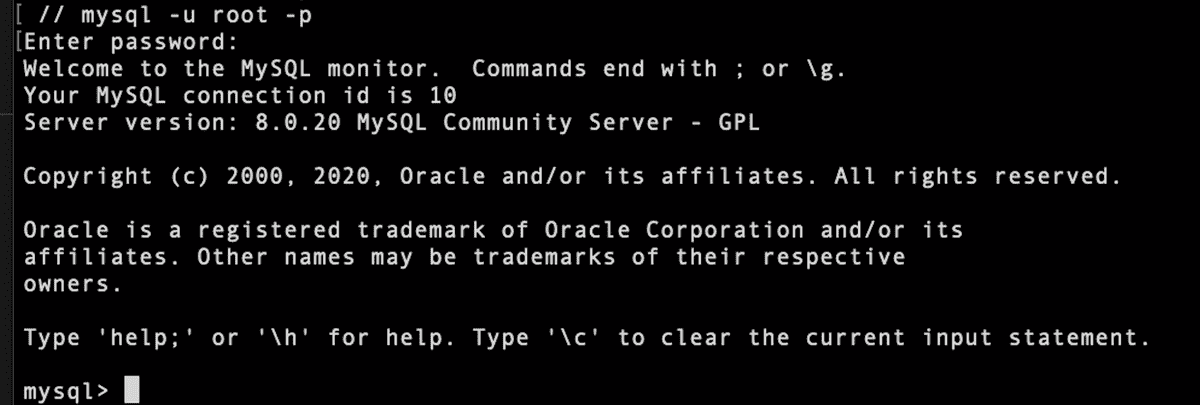 [ // mysql -u root -p
[Enter password:
Welcome to the MySQL monitor.  Commands end with ; or \g.
Your MySQL connection id is 10
Server version: 8.0.20 MySQL Community Server - GPL

Copyright (c) 2000, 2020, Oracle and/or its affiliates. All rights reserved.

Oracle is a registered trademark of Oracle Corporation and/or its
affiliates. Other names may be trademarks of their respective
owners.

Type 'help;' or '\h' for help. Type '\c' to clear the current input statement.

mysql>